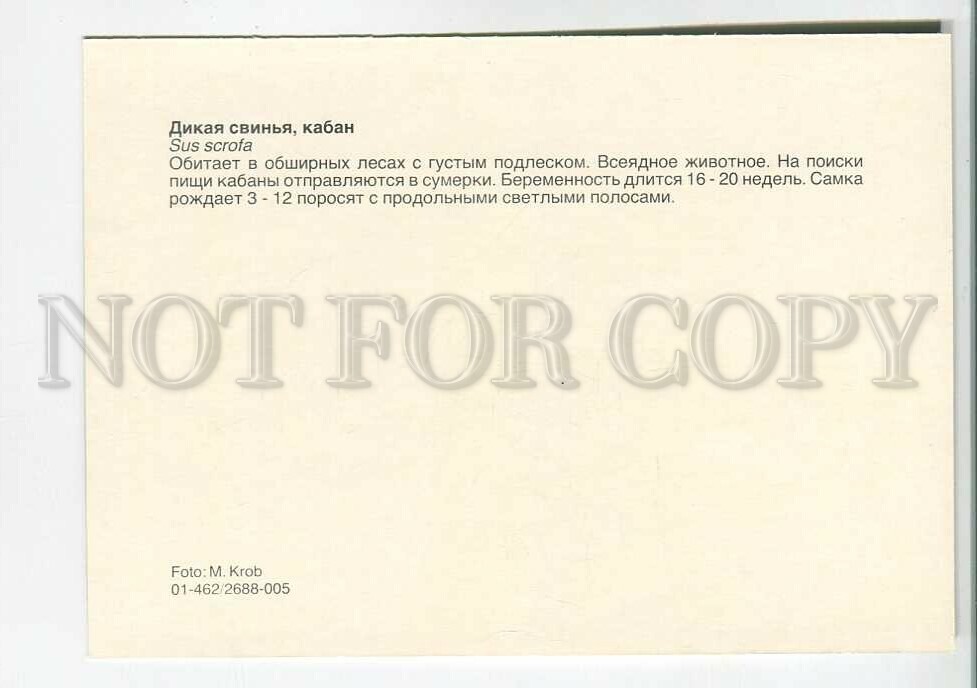 Дикая свинья, кабан
Sus scrofa
Обитает в обширных лесах с густым подлеском. Всеядное животное. На поиски
пищи кабаны отправляются в сумерки. Беременность длится 16 - 20 недель. Самка
рождает 3 - 12 поросят с продольными светлыми полосами.
NOT FOR COPY
Foto: M. Krob
01-462/2688-005